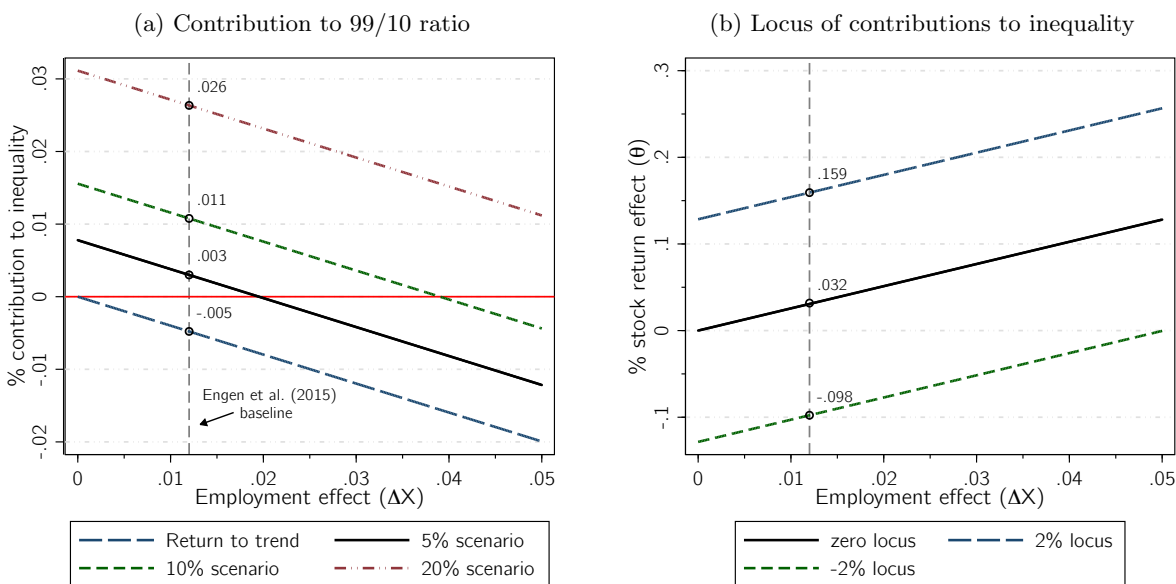 (a) Contribution to 99/10 ratio
% contribution to inequality
.03
.02
.01
0
-.01
-.02
.026
.011
.003
-.005
Engen et al. (2015)
baseline
0
.01
.02
.03
.04
.05
Employment effect (ΔX)
Return to trend
5% scenario
10% scenario
20% scenario
(b) Locus of contributions to inequality
% stock return effect (θ)
.3
.2
.1
0
-.1
.159
.032
-.098
0
.01
.02
.03
.04
.05
Employment effect (ΔX)
zero locus
2% locus
-2% locus